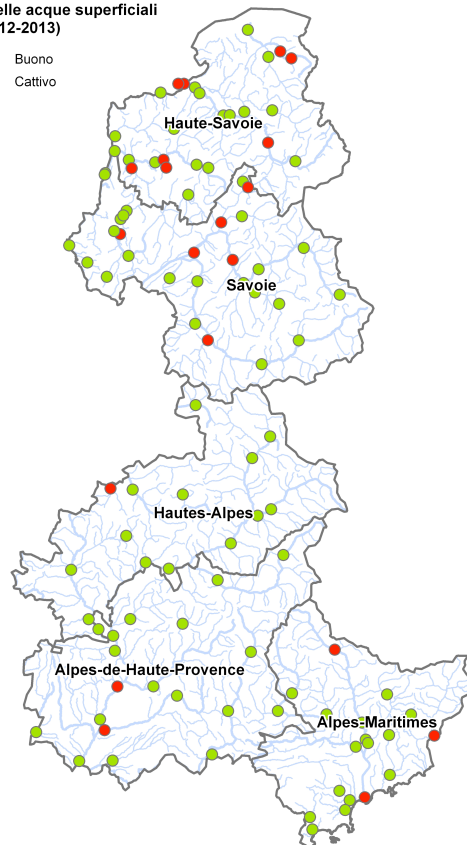 elle acque superficiali
12-2013)
Buono
Cattivo
Haute-Savoie
Savoie
Hautes-Alpes
Alpes-de-Haute-Provence
Alpes-Maritimes